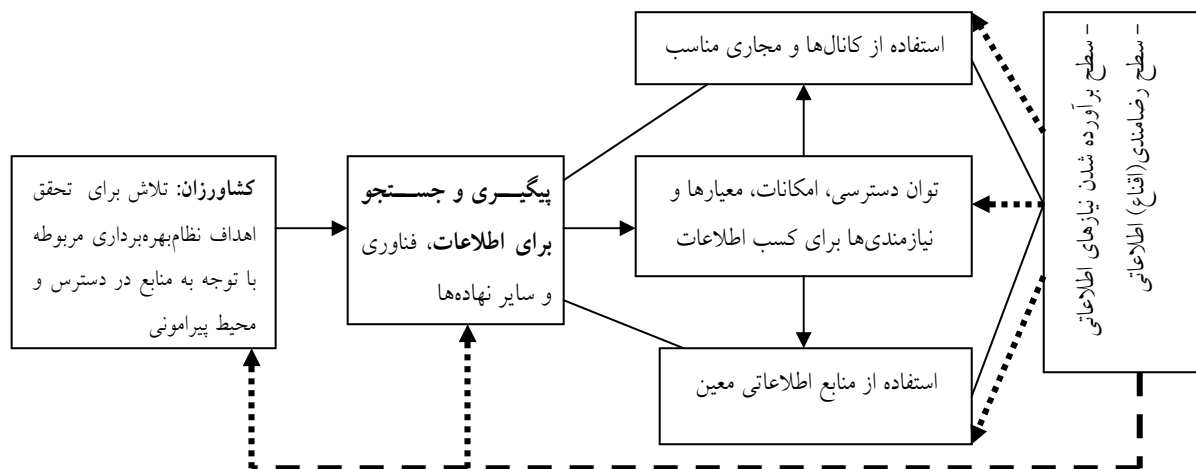 کشاورزان: تلاش برای تحقق
اهداف نظام‌بهره‌برداری مربوطه
با توجه به منابع در دسترس و
محیط پیرامونی
پیگیری و جستجو
برای اطلاعات، فناوری
و سایر نهاده‌ها
استفاده از کانال‌ها و مجاری مناسب
توان دسترسی، امکانات، معیارها و
نیازمندی‌ها برای کسب اطلاعات
استفاده از منابع اطلاعاتی معین
- سطح برآورده شدن نیازهای اطلاعاتی
- سطح رضامندی(اقناع) اطلاعاتی